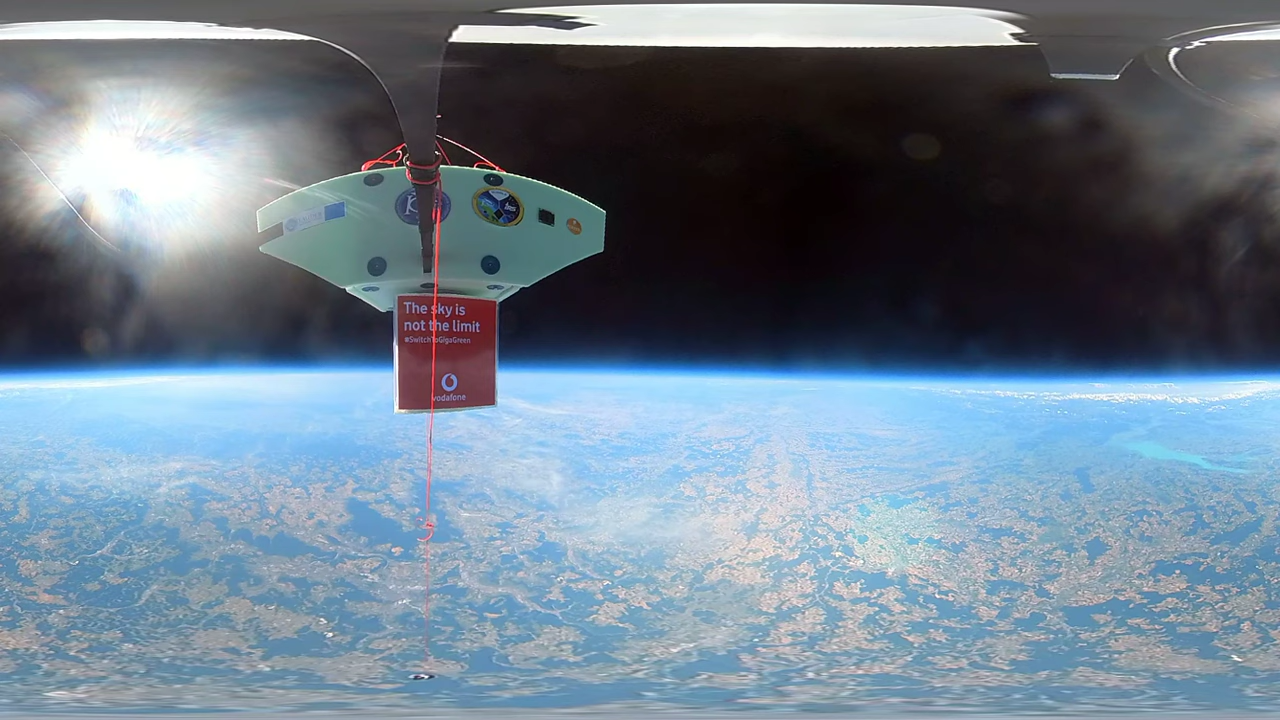 The sky is
not the limit
#SwitchToGigaGreen
vodafone